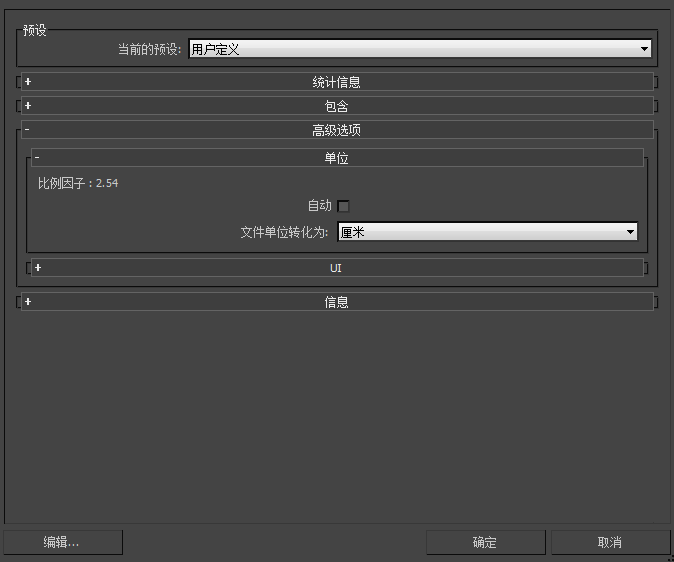 预设
当前的预设: 用户定义
+ 统计信息
+ 包含
- 高级选项
- 单位
比例因子 : 2.54
自动
文件单位转化为: 厘米
+ UI
+ 信息
编辑... 确定 取消